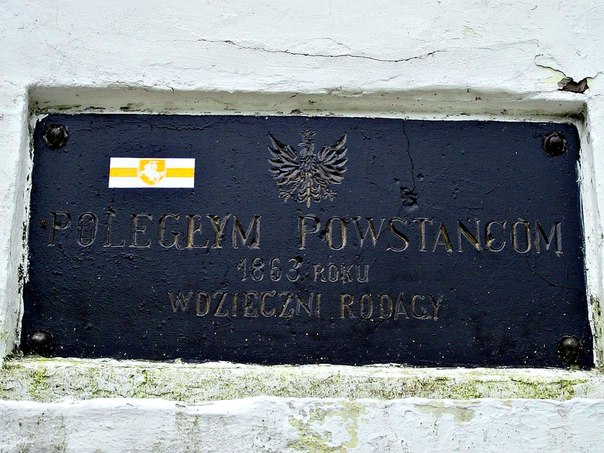 POLEGŁYM POWSTAŃCOM
1863 ROKU
WDZIĘCZNI RODACY